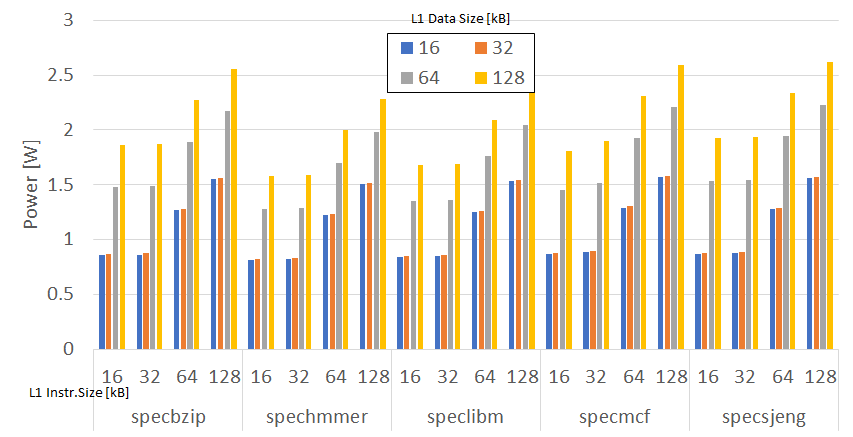 L1 Data Size [kB]
16 32
64 128
Power [W]
3
2.5
2
1.5
1
0.5
0
16 32 64 128 16 32 64 128 16 32 64 128 16 32 64 128 16 32 64 128
L1 Instr.Size [kB]
specbzip spechmmer speclibm specmcf specsjeng